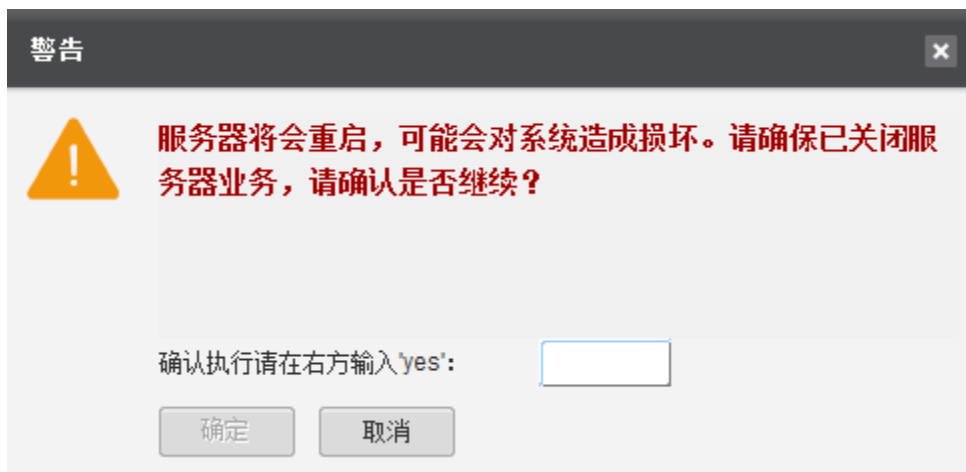 警告
服务器将会重启，可能会对系统造成损坏。请确保已关闭服
务器业务，请确认是否继续？
确认执行请在右方输入'yes'：
确定 取消